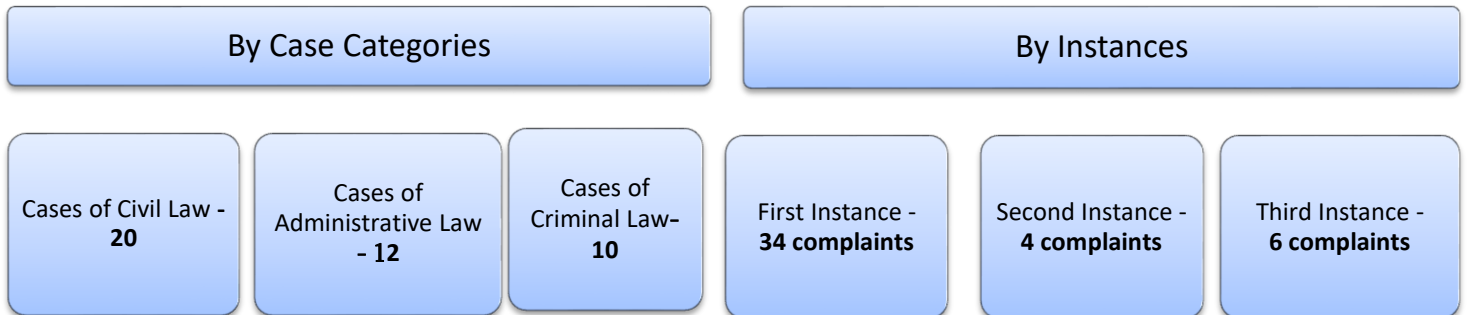 By Case Categories
By Instances
Cases of Civil Law -
20
Cases of
Administrative Law
- 12
Cases of
Criminal Law-
10
First Instance -
34 complaints
Second Instance -
4 complaints
Third Instance -
6 complaints